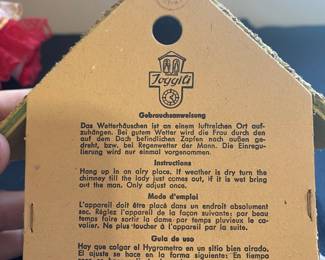 Joggili
Gebrauchsanweisung
Das Wetterhäuschen ist an einem luftreichen Ort auf-
zuhängen. Bei gutem Wetter wird die Frau durch den
auf dem Dach befindlichen Zapfen nach außen ge-
dreht, bzw. bei Regenwetter der Mann. Die Einregu-
lierung wird nur einmal vorgenommen.
Instructions
Hang up in an airy place. If weather is dry turn the
chimney till the lady just comes out, if it is wet bring
out the man. Only adjust once.
Mode d'emploi
L'appareil doit être placé dans un endroit absolument
sec. Réglez l'appareil de la façon suivante: par beau
temps faire sortir la dame par temps pluvieux le ca-
valier. Ne plus toucher à l'appareil par la suite.
Guia de uso
Hay que colgar el Hygrometro en un sitio bien airado.
El ajuste se hace en la forma siguiente: En tiempo